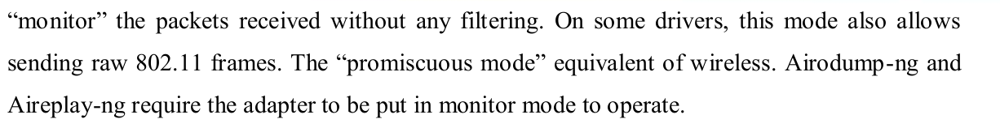 “monitor” the packets received without any filtering. On some drivers, this mode also allows
sending raw 802.11 frames. The “promiscuous mode” equivalent of wireless. Airodump-ng and
Aireplay-ng require the adapter to be put in monitor mode to operate.